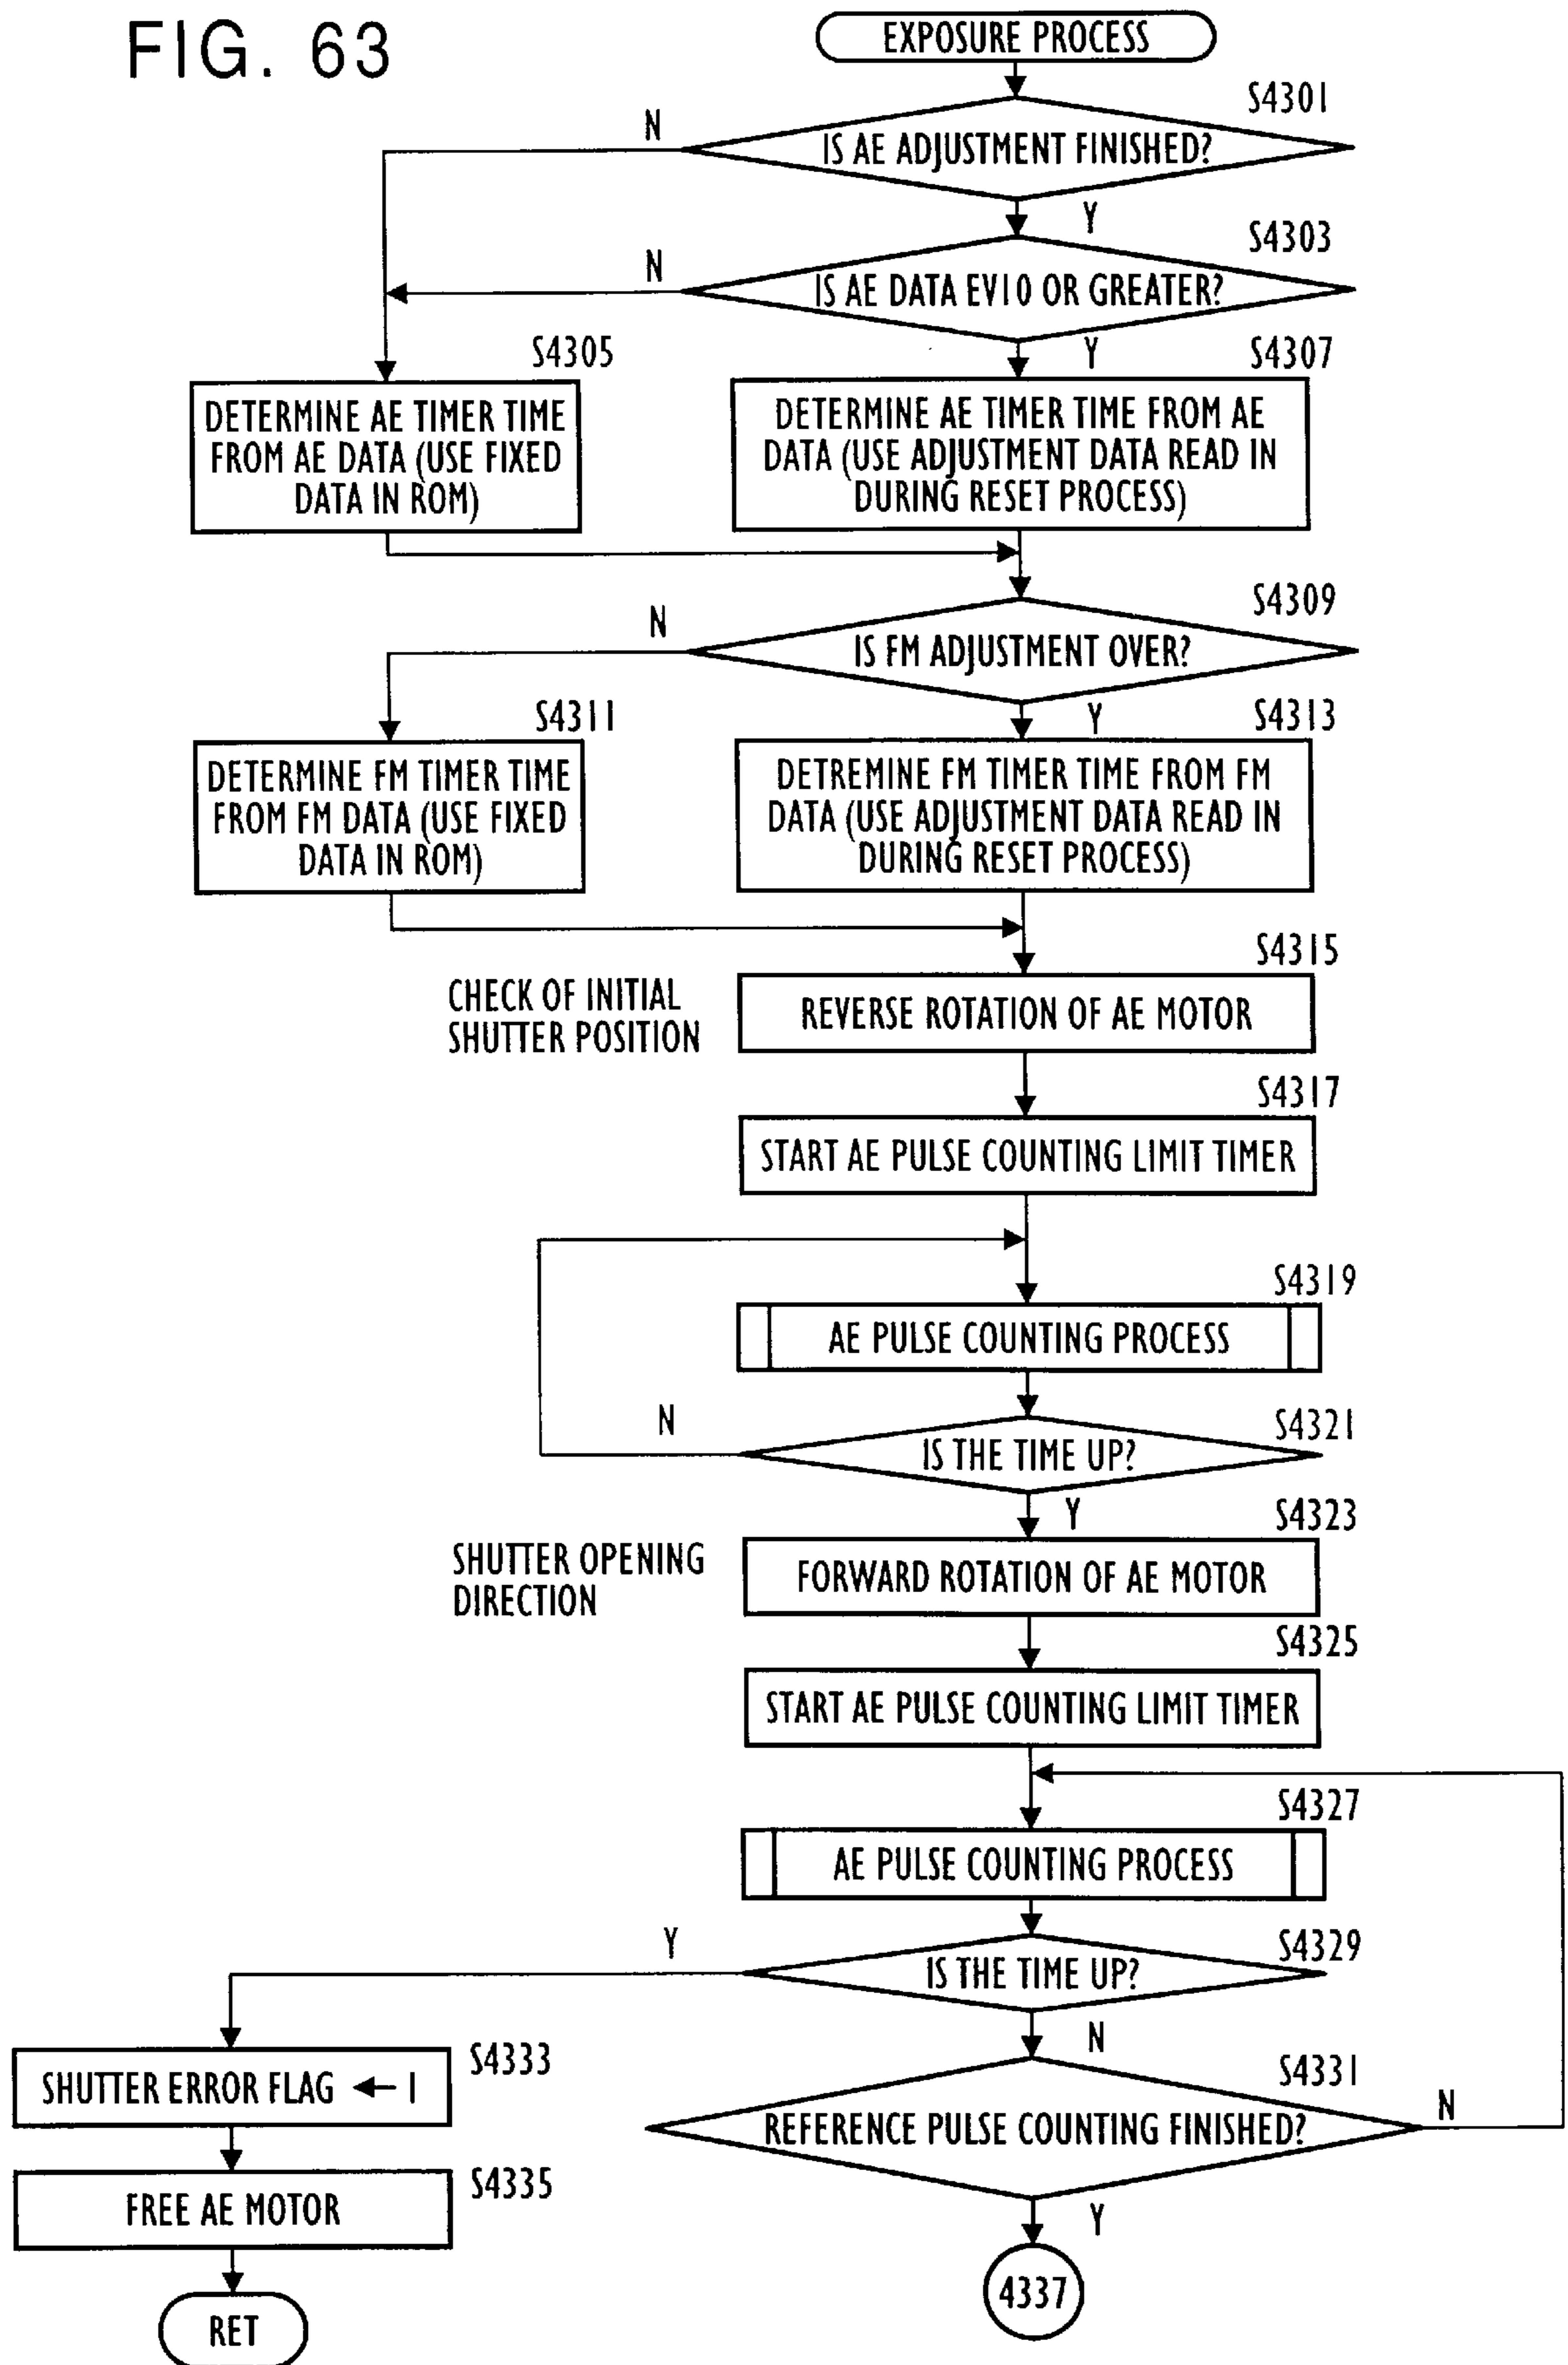 FIG. 63
EXPOSURE PROCESS
S4301
IS AE ADJUSTMENT FINISHED?
N
Y
S4303
IS AE DATA EV10 OR GREATER?
N
Y
S4305
DETERMINE AE TIMER TIME
FROM AE DATA (USE FIXED
DATA IN ROM)
S4307
DETERMINE AE TIMER TIME FROM AE
DATA (USE ADJUSTMENT DATA READ IN
DURING RESET PROCESS)
S4309
IS FM ADJUSTMENT OVER?
N
Y
S4311
DETERMINE FM TIMER TIME
FROM FM DATA (USE FIXED
DATA IN ROM)
S4313
DETREMINE FM TIMER TIME FROM FM
DATA (USE ADJUSTMENT DATA READ IN
DURING RESET PROCESS)
CHECK OF INITIAL
SHUTTER POSITION
S4315
REVERSE ROTATION OF AE MOTOR
S4317
START AE PULSE COUNTING LIMIT TIMER
S4319
AE PULSE COUNTING PROCESS
S4321
IS THE TIME UP?
N
Y
SHUTTER OPENING
DIRECTION
S4323
FORWARD ROTATION OF AE MOTOR
S4325
START AE PULSE COUNTING LIMIT TIMER
S4327
AE PULSE COUNTING PROCESS
S4329
IS THE TIME UP?
Y
N
S4331
REFERENCE PULSE COUNTING FINISHED?
N
Y
S4333
SHUTTER ERROR FLAG ← 1
S4335
FREE AE MOTOR
RET
4337